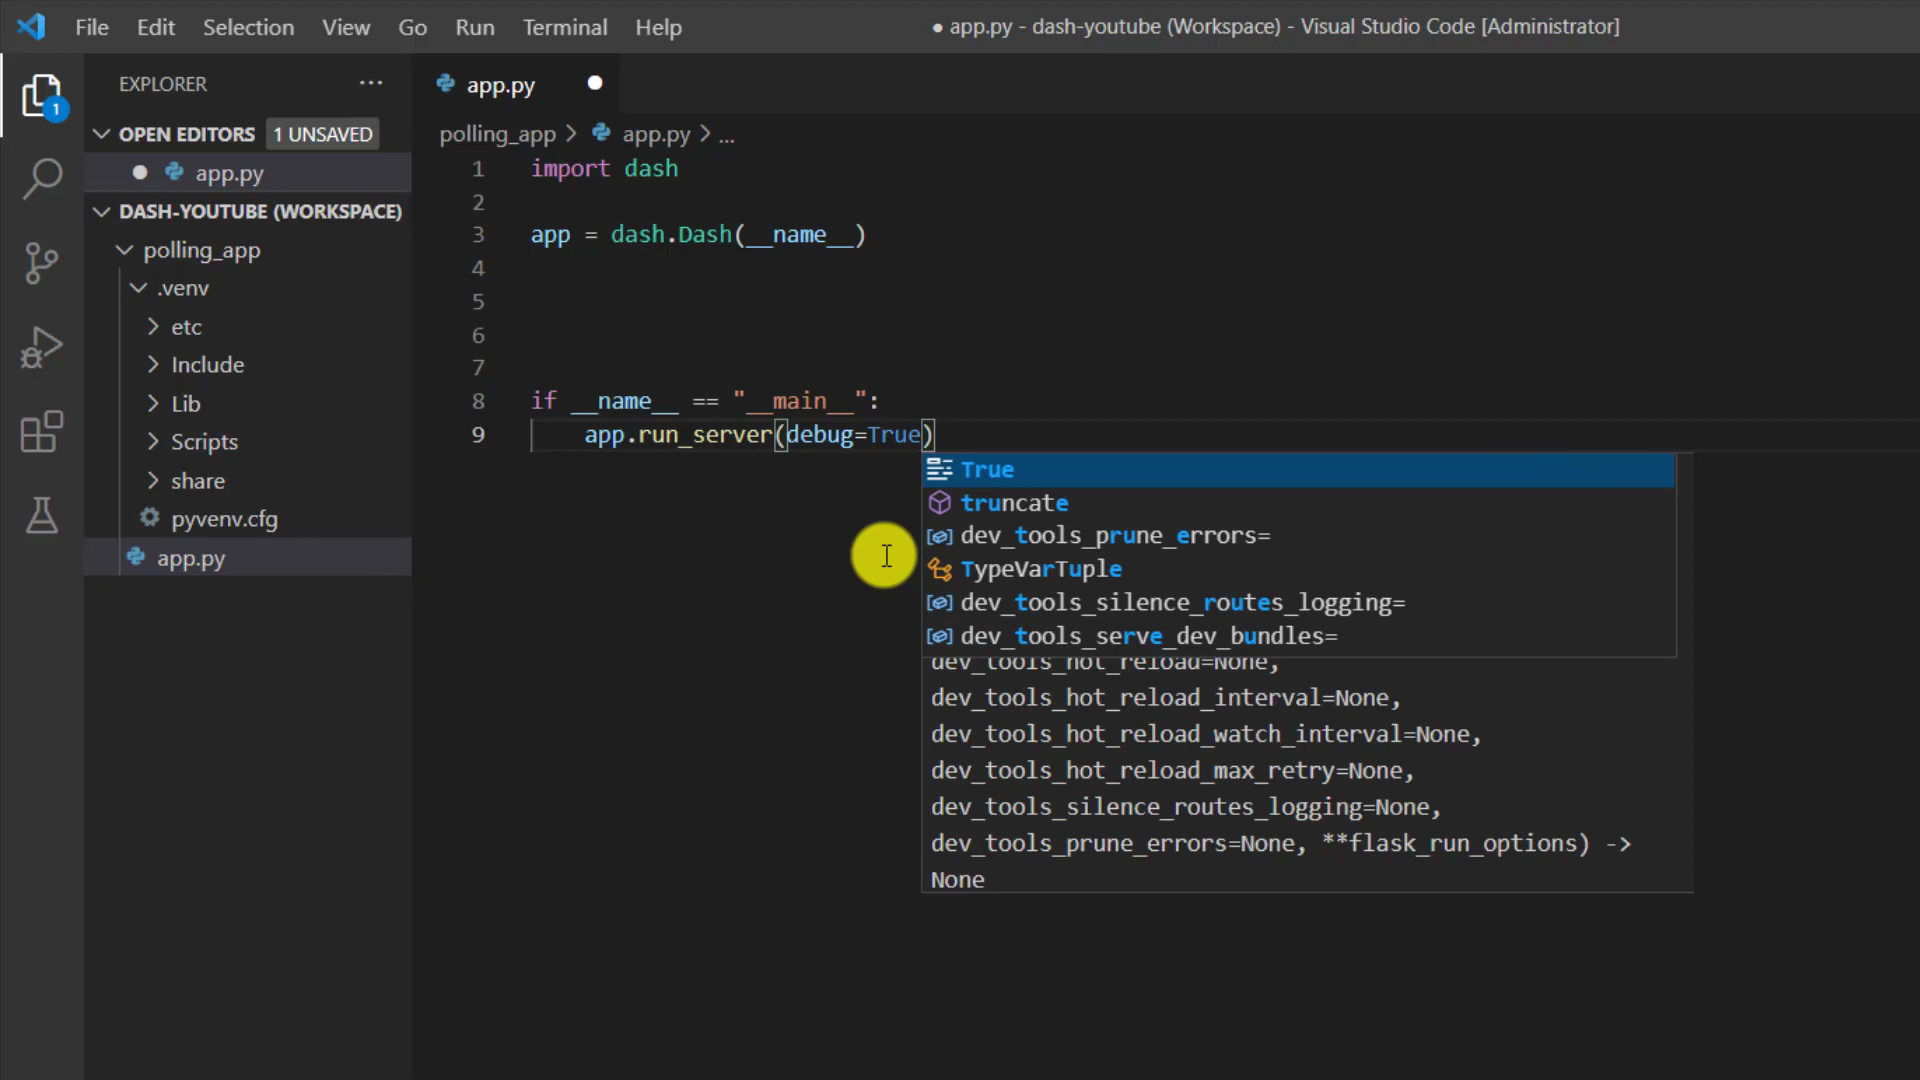 File Edit Selection View Go Run Terminal Help
● app.py - dash-youtube (Workspace) - Visual Studio Code [Administrator]
1
EXPLORER ···
OPEN EDITORS 1 UNSAVED
app.py
DASH-YOUTUBE (WORKSPACE)
polling_app
.venv
etc
Include
Lib
Scripts
share
pyvenv.cfg
app.py
app.py
polling_app > app.py > ...
1 import dash
2
3 app = dash.Dash(__name__)
4
5
6
7
8 if __name__ == "__main__":
9 app.run_server(debug=True)
True
truncate
dev_tools_prune_errors=
TypeVarTuple
dev_tools_silence_routes_logging=
dev_tools_serve_dev_bundles=
dev_tools_hot_reload=None,
dev_tools_hot_reload_interval=None,
dev_tools_hot_reload_watch_interval=None,
dev_tools_hot_reload_max_retry=None,
dev_tools_silence_routes_logging=None,
dev_tools_prune_errors=None, **flask_run_options) ->
None